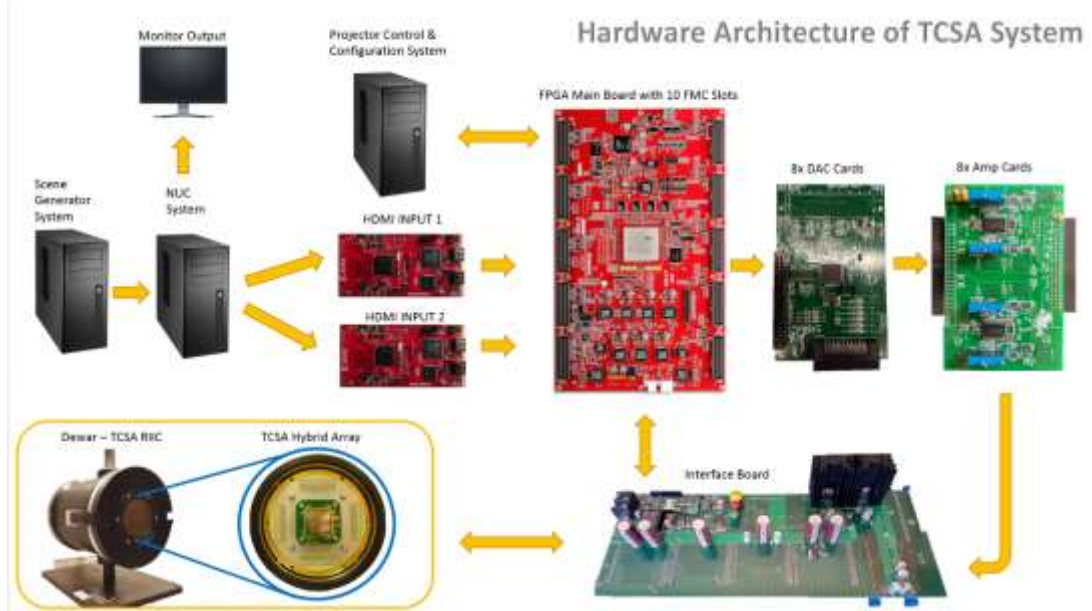 Hardware Architecture of TCSA System
Monitor Output
Projector Control &
Configuration System
FPGA Main Board with 10 FMC Slots
Scene
Generator
System
NUC
System
HDMI INPUT 1
HDMI INPUT 2
8x DAC Cards
8x Amp Cards
Dewar – TCSA RIIC
TCSA Hybrid Array
Interface Board